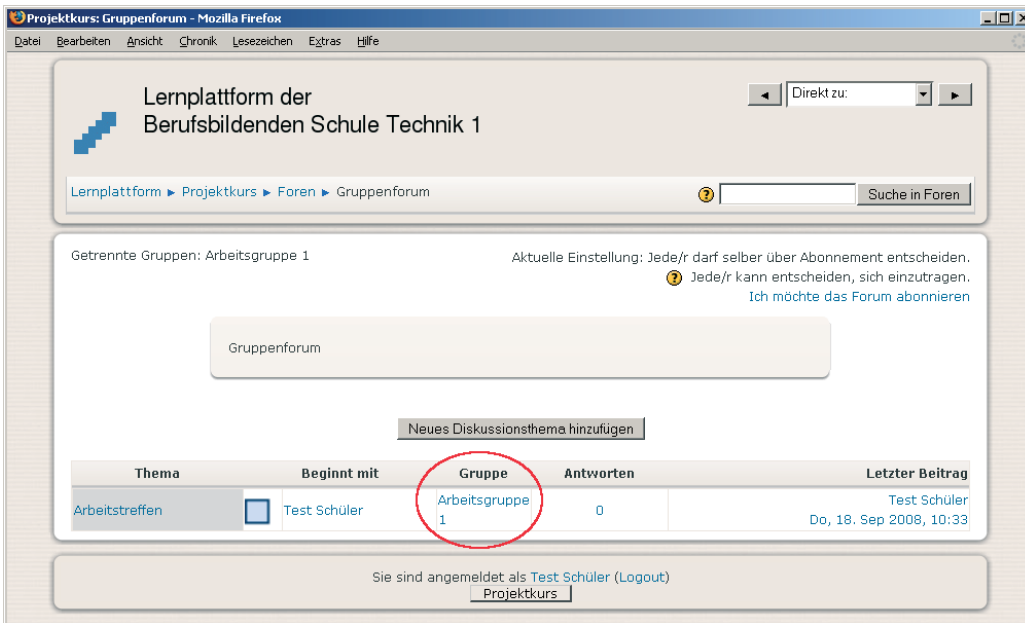 Projektkurs: Gruppenforum - Mozilla Firefox
Datei Bearbeiten Ansicht Chronik Lesezeichen Extras Hilfe
Lernplattform der
Berufsbildenden Schule Technik 1
Direkt zu:
Lernplattform ► Projektkurs ► Foren ► Gruppenforum
Suche in Foren
Getrennte Gruppen: Arbeitsgruppe 1
Aktuelle Einstellung: Jede/r darf selber über Abonnement entscheiden.
Jede/r kann entscheiden, sich einzutragen.
Ich möchte das Forum abonnieren
Gruppenforum
Neues Diskussionsthema hinzufügen
Thema Beginnt mit Gruppe Antworten Letzter Beitrag
Arbeitstreffen Test Schüler Arbeitsgruppe 1 0 Test Schüler
Do, 18. Sep 2008, 10:33
Sie sind angemeldet als Test Schüler (Logout)
Projektkurs